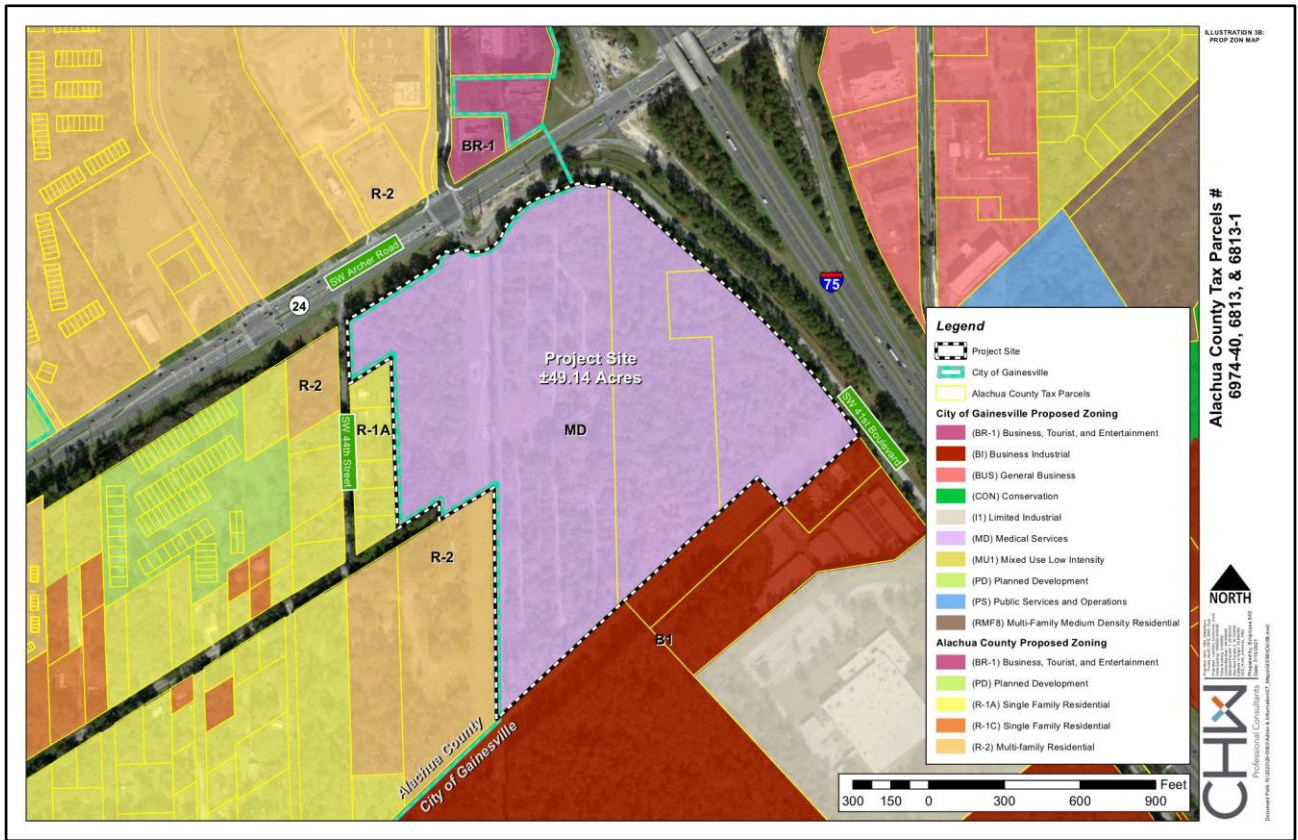 ILLUSTRATION 3B:
PROP ZON MAP
BR-1
R-2
SW Archer Road
24
75
Project Site
±49.14 Acres
R-2
R-1A
SW 44th Street
MD
SW 41st Boulevard
R-2
B1
Alachua County
City of Gainesville
Legend
Project Site
City of Gainesville
Alachua County Tax Parcels
City of Gainesville Proposed Zoning
(BR-1) Business, Tourist, and Entertainment
(BI) Business Industrial
(BUS) General Business
(CON) Conservation
(I1) Limited Industrial
(MD) Medical Services
(MU1) Mixed Use Low Intensity
(PD) Planned Development
(PS) Public Services and Operations
(RMF8) Multi-Family Medium Density Residential
Alachua County Proposed Zoning
(BR-1) Business, Tourist, and Entertainment
(PD) Planned Development
(R-1A) Single Family Residential
(R-1C) Single Family Residential
(R-2) Multi-family Residential
Feet
300 150 0 300 600 900
Alachua County Tax Parcels #
6974-40, 6813, & 6813-1
NORTH
CHW
Professional Consultants